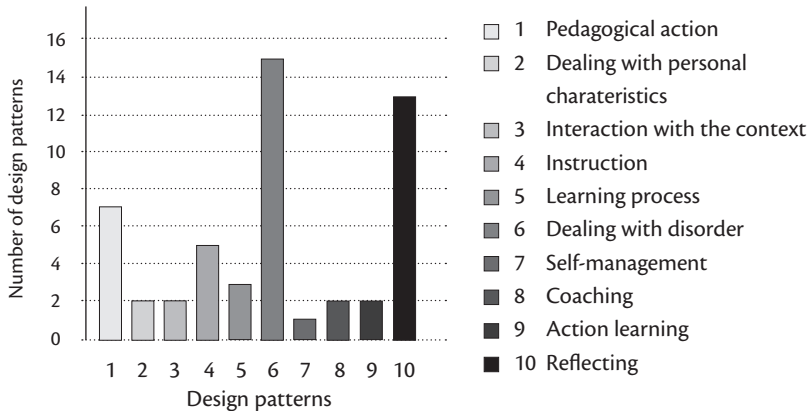 Number of design patterns
16
14
12
10
8
6
4
2
0
1 2 3 4 5 6 7 8 9 10
Design patterns
1 Pedagogical action
2 Dealing with personal
charateristics
3 Interaction with the context
4 Instruction
5 Learning process
6 Dealing with disorder
7 Self-management
8 Coaching
9 Action learning
10 Reflecting